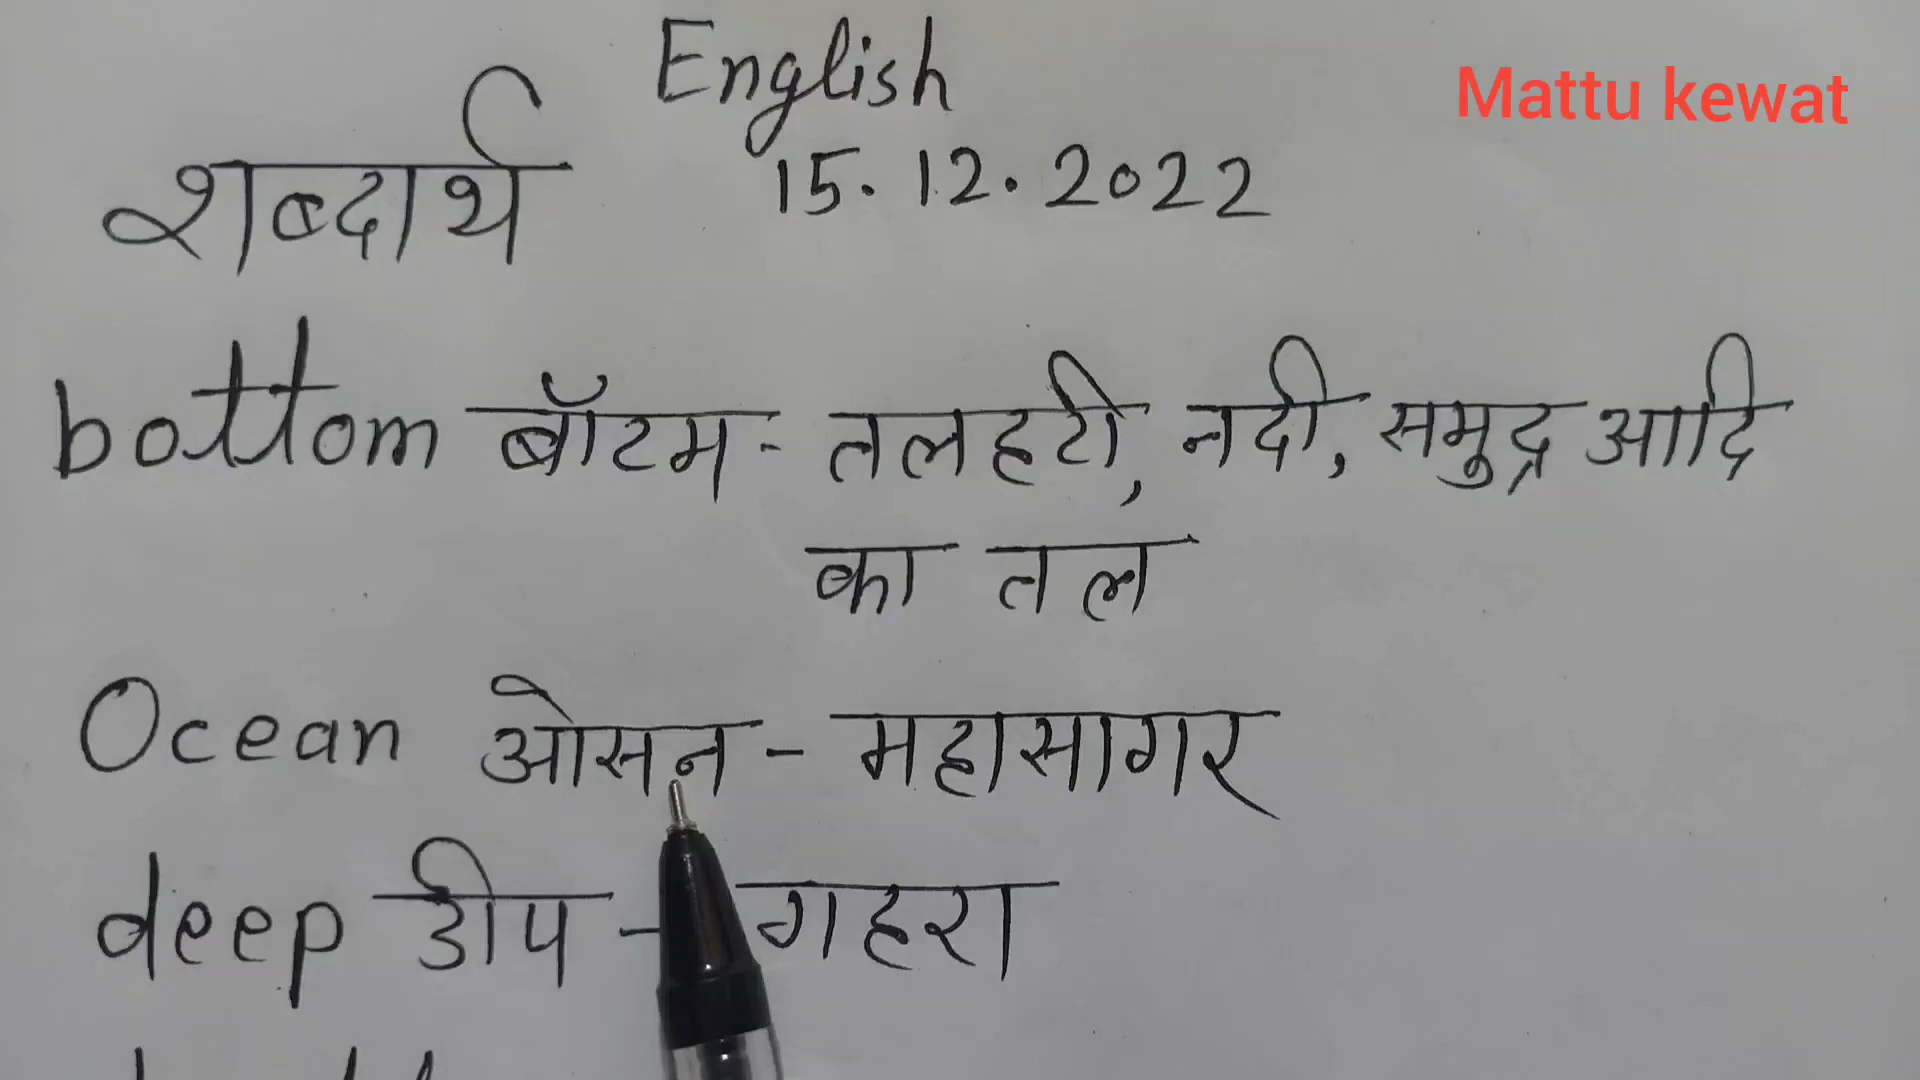 English
Mattu kewat
शब्दार्थ 15.12.2022
bottom बॉटम - तलहटी, नदी, समुद्र आदि
का तल
Ocean ओसन - महासागर
deep डीप - गहरा